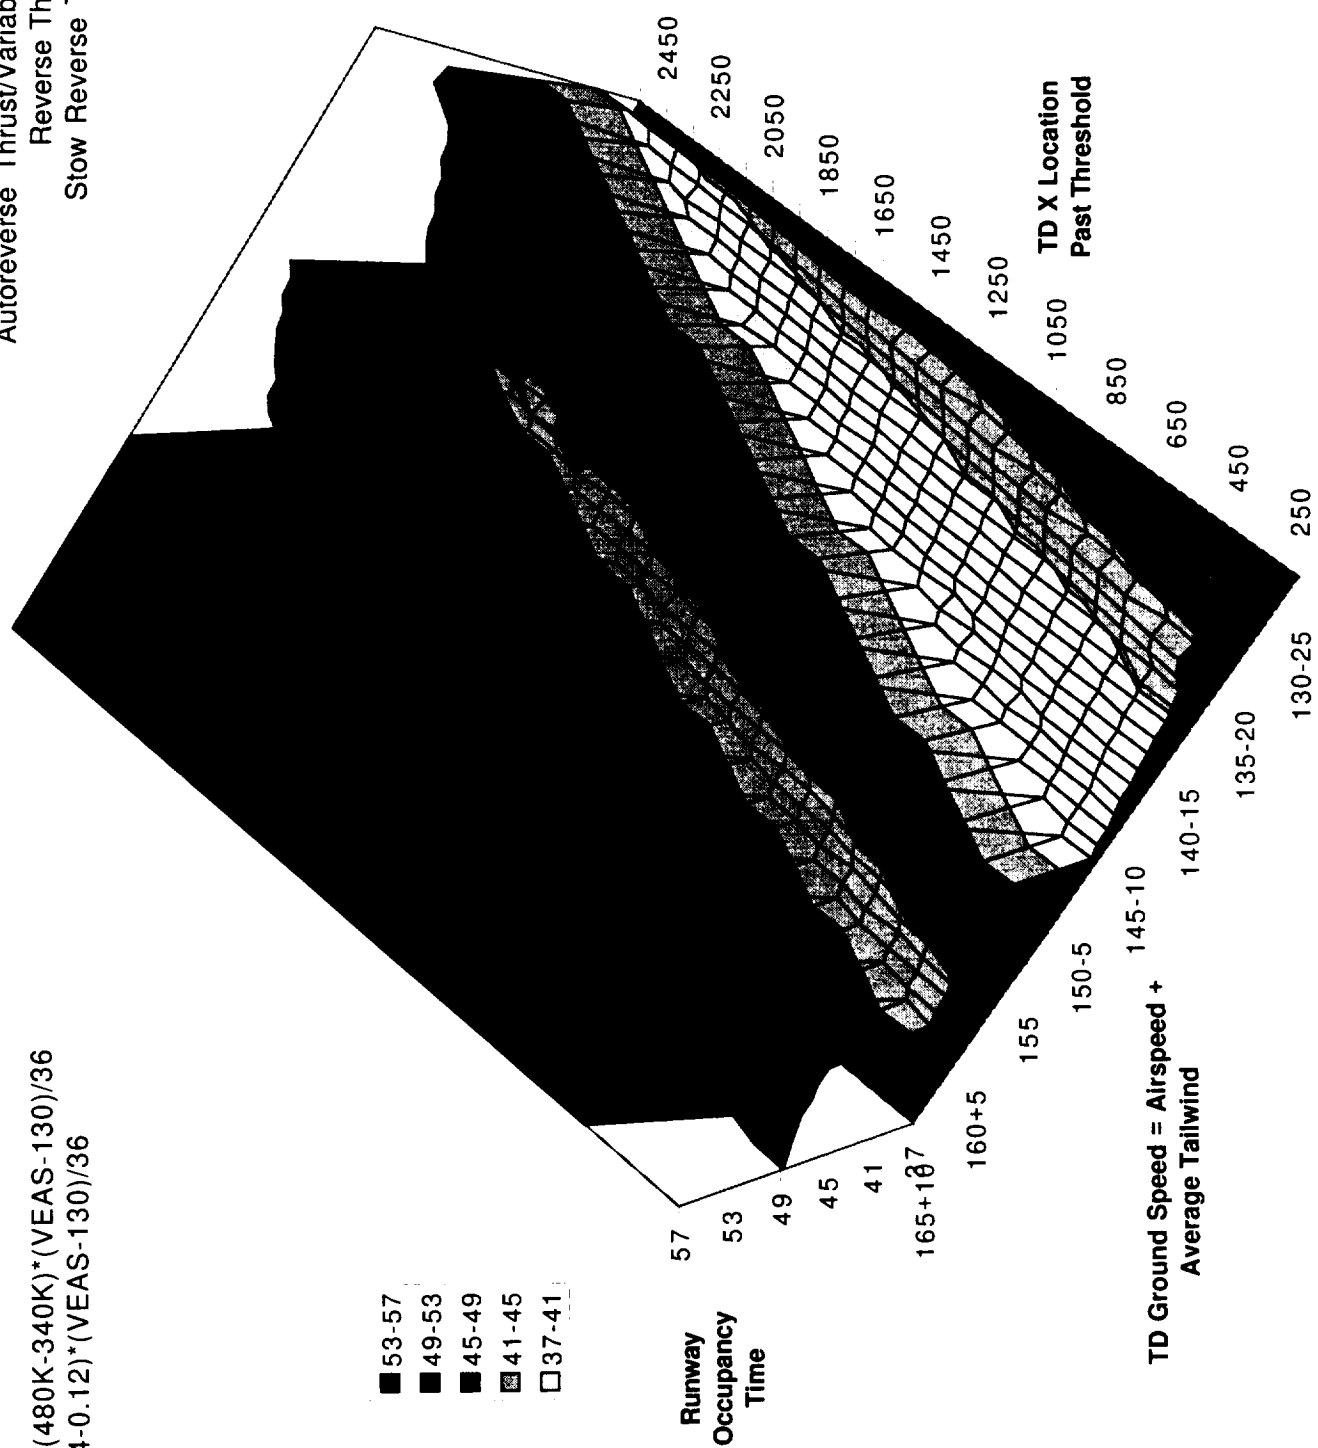 Autoreverse Thrust/Variab
Reverse Th
Stow Reverse
(480K-340K)*(VEAS-130)/36
4-0.12)*(VEAS-130)/36
53-57
49-53
45-49
41-45
37-41
Runway
Occupancy
Time
57
53
49
45
41
37
165+10
160+5
155
150-5
145-10
140-15
135-20
130-25
TD Ground Speed = Airspeed +
Average Tailwind
250
450
650
850
1050
1250
1450
1650
1850
2050
2250
2450
TD X Location
Past Threshold